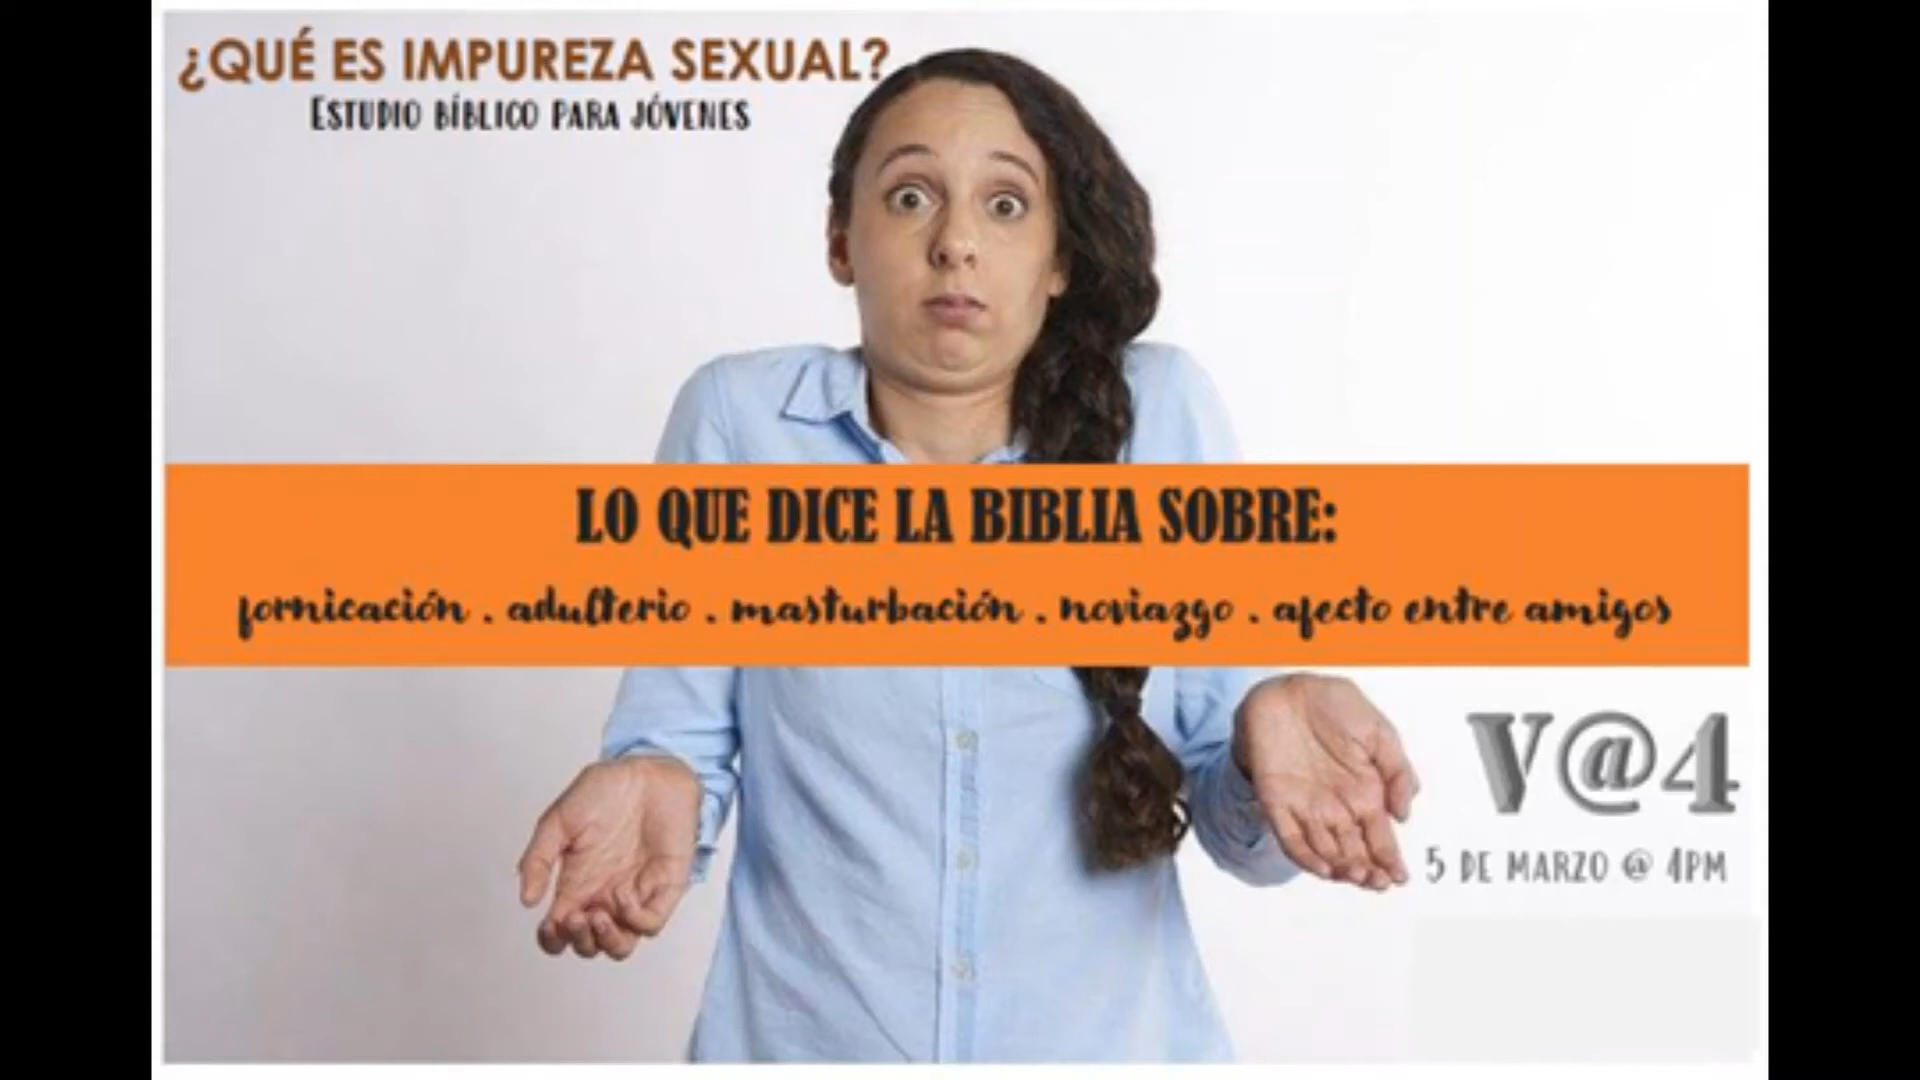 ¿QUÉ ES IMPUREZA SEXUAL?
ESTUDIO BÍBLICO PARA JÓVENES
LO QUE DICE LA BIBLIA SOBRE:
fornicación . adulterio . masturbación . noviazgo . afecto entre amigos
V@4
5 DE MARZO @ 4PM